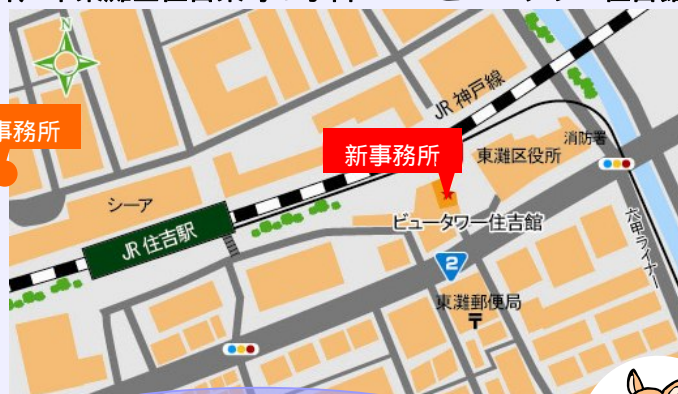 N
JR 神戸線
事務所
新事務所
消防署
東灘区役所
シーア
JR 住吉駅
ビュータワー住吉館
2
六甲ライナー
東灘郵便局
〒